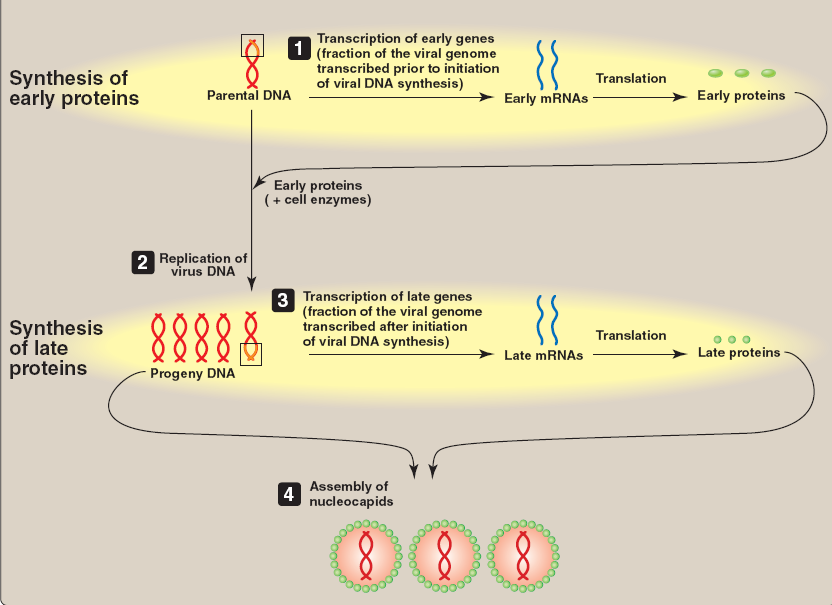 Synthesis of
early proteins
Parental DNA
1
Transcription of early genes
(fraction of the viral genome
transcribed prior to initiation
of viral DNA synthesis)
Early mRNAs
Translation
Early proteins
Early proteins
( + cell enzymes)
2
Replication of
virus DNA
Synthesis
of late
proteins
Progeny DNA
3
Transcription of late genes
(fraction of the viral genome
transcribed after initiation
of viral DNA synthesis)
Late mRNAs
Translation
Late proteins
4
Assembly of
nucleocapids